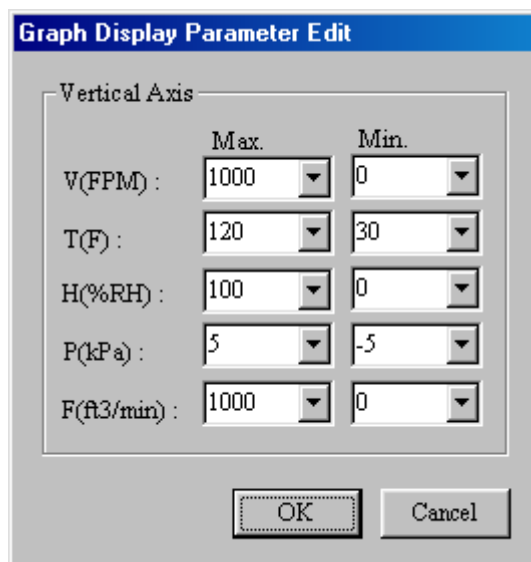 Graph Display Parameter Edit
Vertical Axis
Max. Min.
V(FPM) : 1000 0
T(F) : 120 30
H(%RH) : 100 0
P(kPa) : 5 -5
F(ft3/min) : 1000 0
OK Cancel